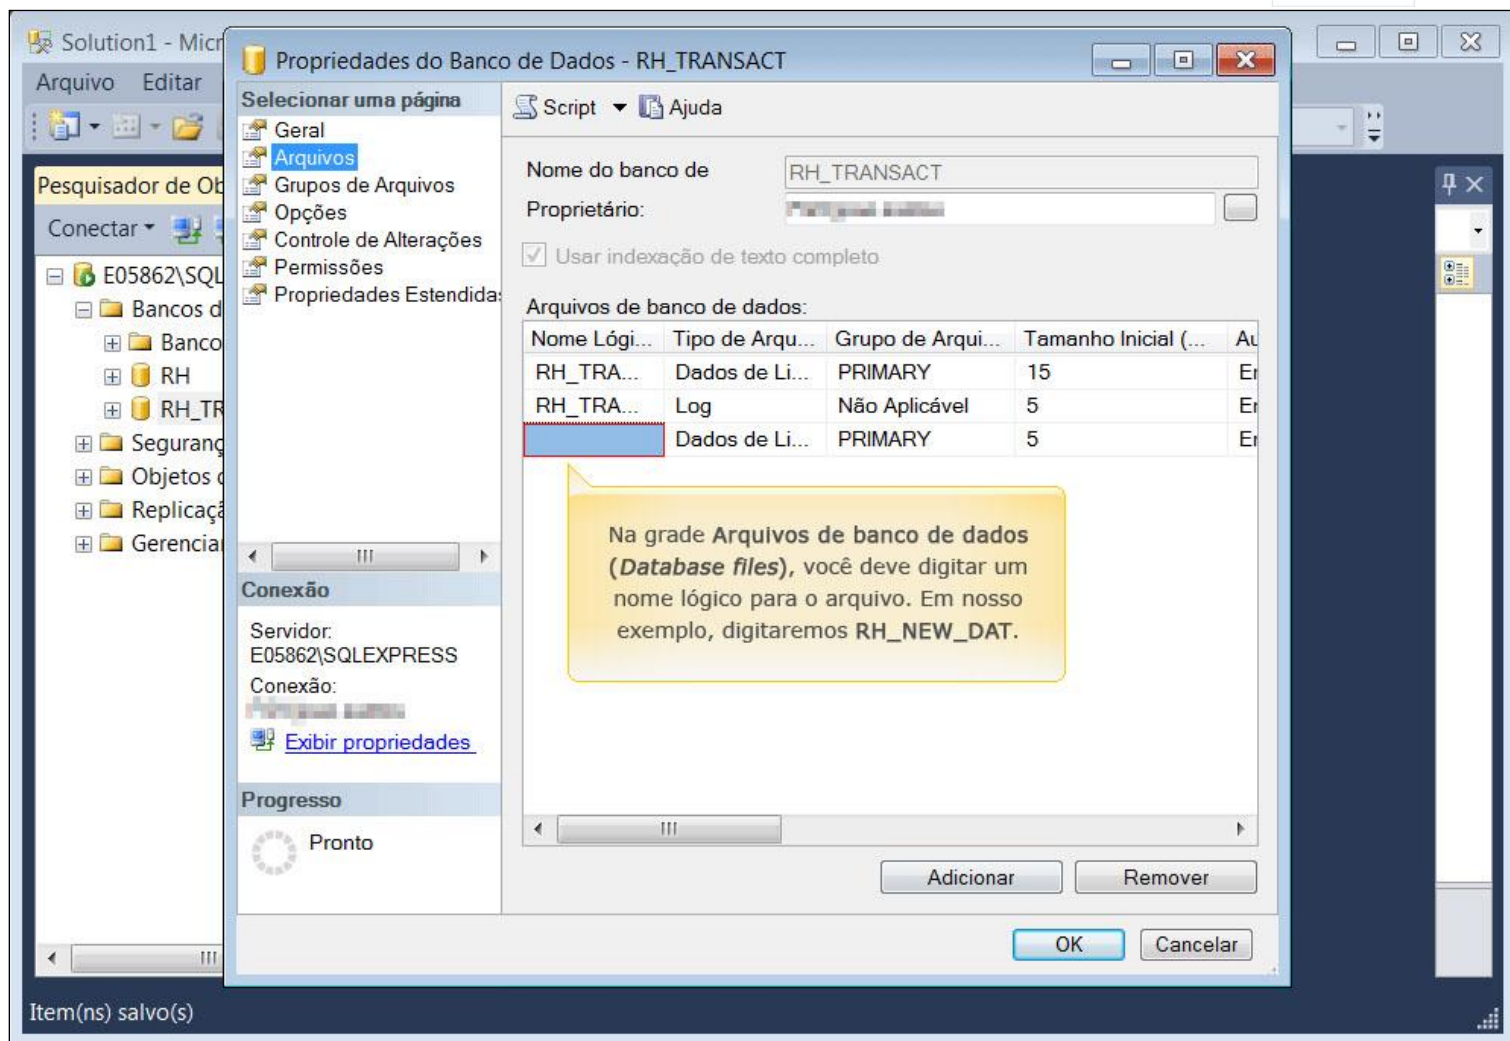 Solution1 - Micr
Arquivo Editar
Pesquisador de Ob
Conectar
E05862\SQL
Bancos d
Banco
RH
RH_TR
Seguranç
Objetos
Replicaçã
Gerenciar
Item(ns) salvo(s)
Propriedades do Banco de Dados - RH_TRANSACT
Selecionar uma página
Geral
Arquivos
Grupos de Arquivos
Opções
Controle de Alterações
Permissões
Propriedades Estendida
Conexão
Servidor:
E05862\SQLEXPRESS
Conexão:
Exibir propriedades
Progresso
Pronto
Script Ajuda
Nome do banco de RH_TRANSACT
Proprietário:
Usar indexação de texto completo
Arquivos de banco de dados:
Nome Lógi... Tipo de Arqu... Grupo de Arqui... Tamanho Inicial (... Au
RH_TRA... Dados de Li... PRIMARY 15 Er
RH_TRA... Log Não Aplicável 5 Er
Dados de Li... PRIMARY 5 Er
Na grade Arquivos de banco de dados
(Database files), você deve digitar um
nome lógico para o arquivo. Em nosso
exemplo, digitaremos RH_NEW_DAT.
Adicionar Remover
OK Cancelar